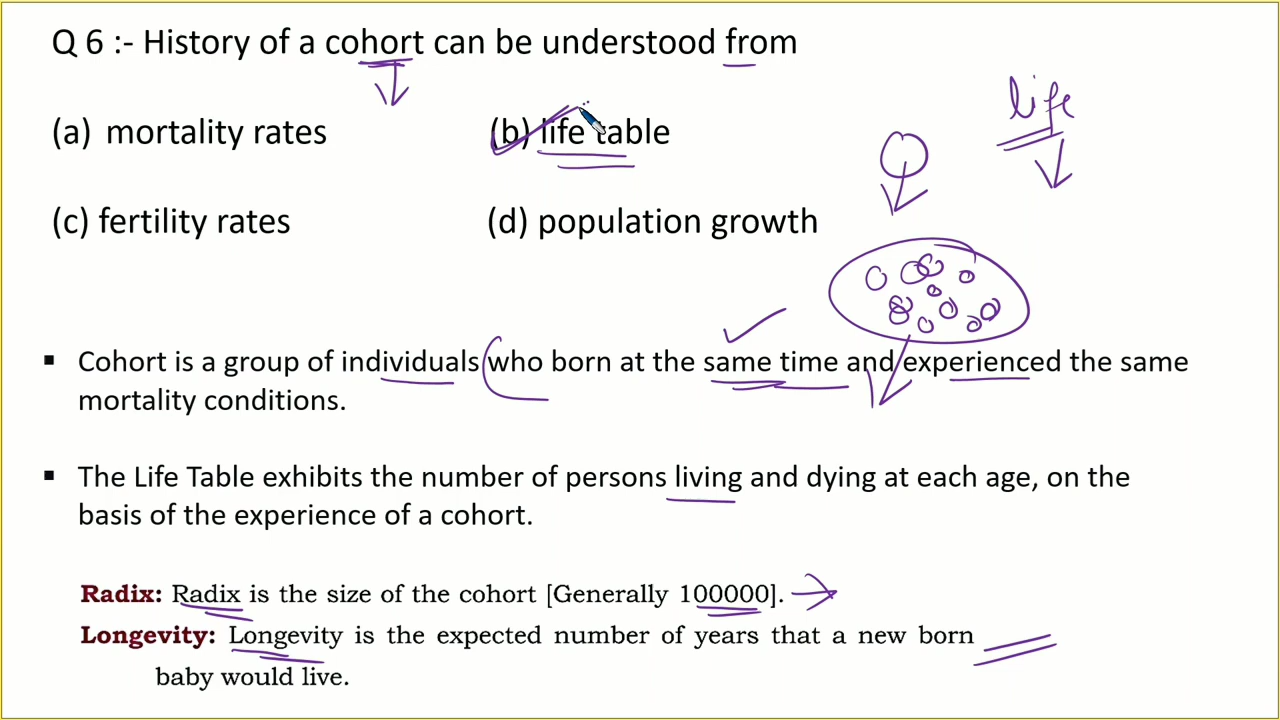 Q 6 :- History of a cohort can be understood from
life
(a) mortality rates (b) life table
(c) fertility rates (d) population growth
▪ Cohort is a group of individuals who born at the same time and experienced the same
mortality conditions.
▪ The Life Table exhibits the number of persons living and dying at each age, on the
basis of the experience of a cohort.
Radix: Radix is the size of the cohort [Generally 100000].
Longevity: Longevity is the expected number of years that a new born
baby would live.